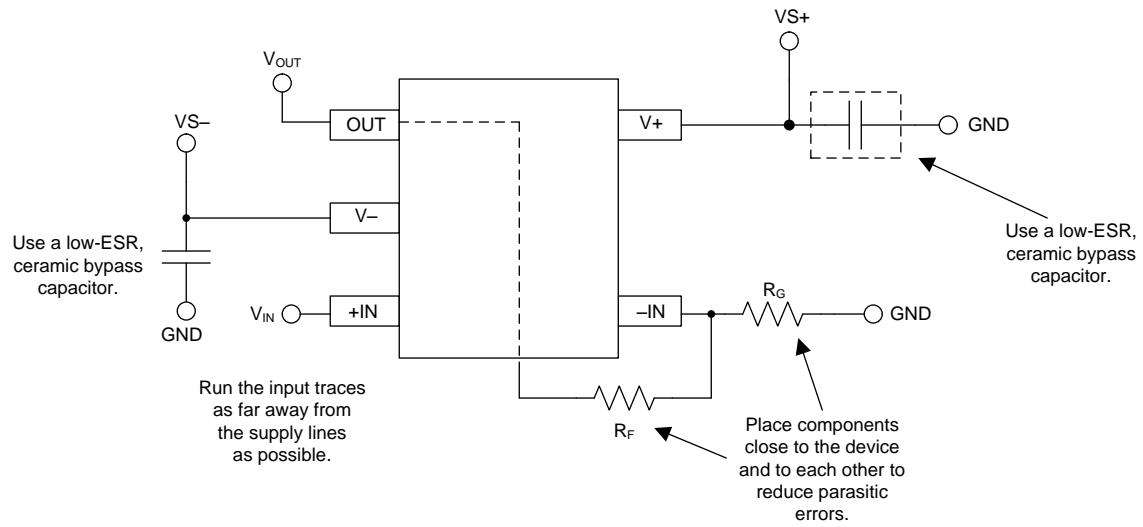 VS+
VOUT
VS–
OUT
V+
GND
V–
Use a low-ESR,
ceramic bypass
capacitor.
Use a low-ESR,
ceramic bypass
capacitor.
GND
VIN
+IN
–IN
RG
GND
Run the input traces
as far away from
the supply lines
as possible.
RF
Place components
close to the device
and to each other to
reduce parasitic
errors.